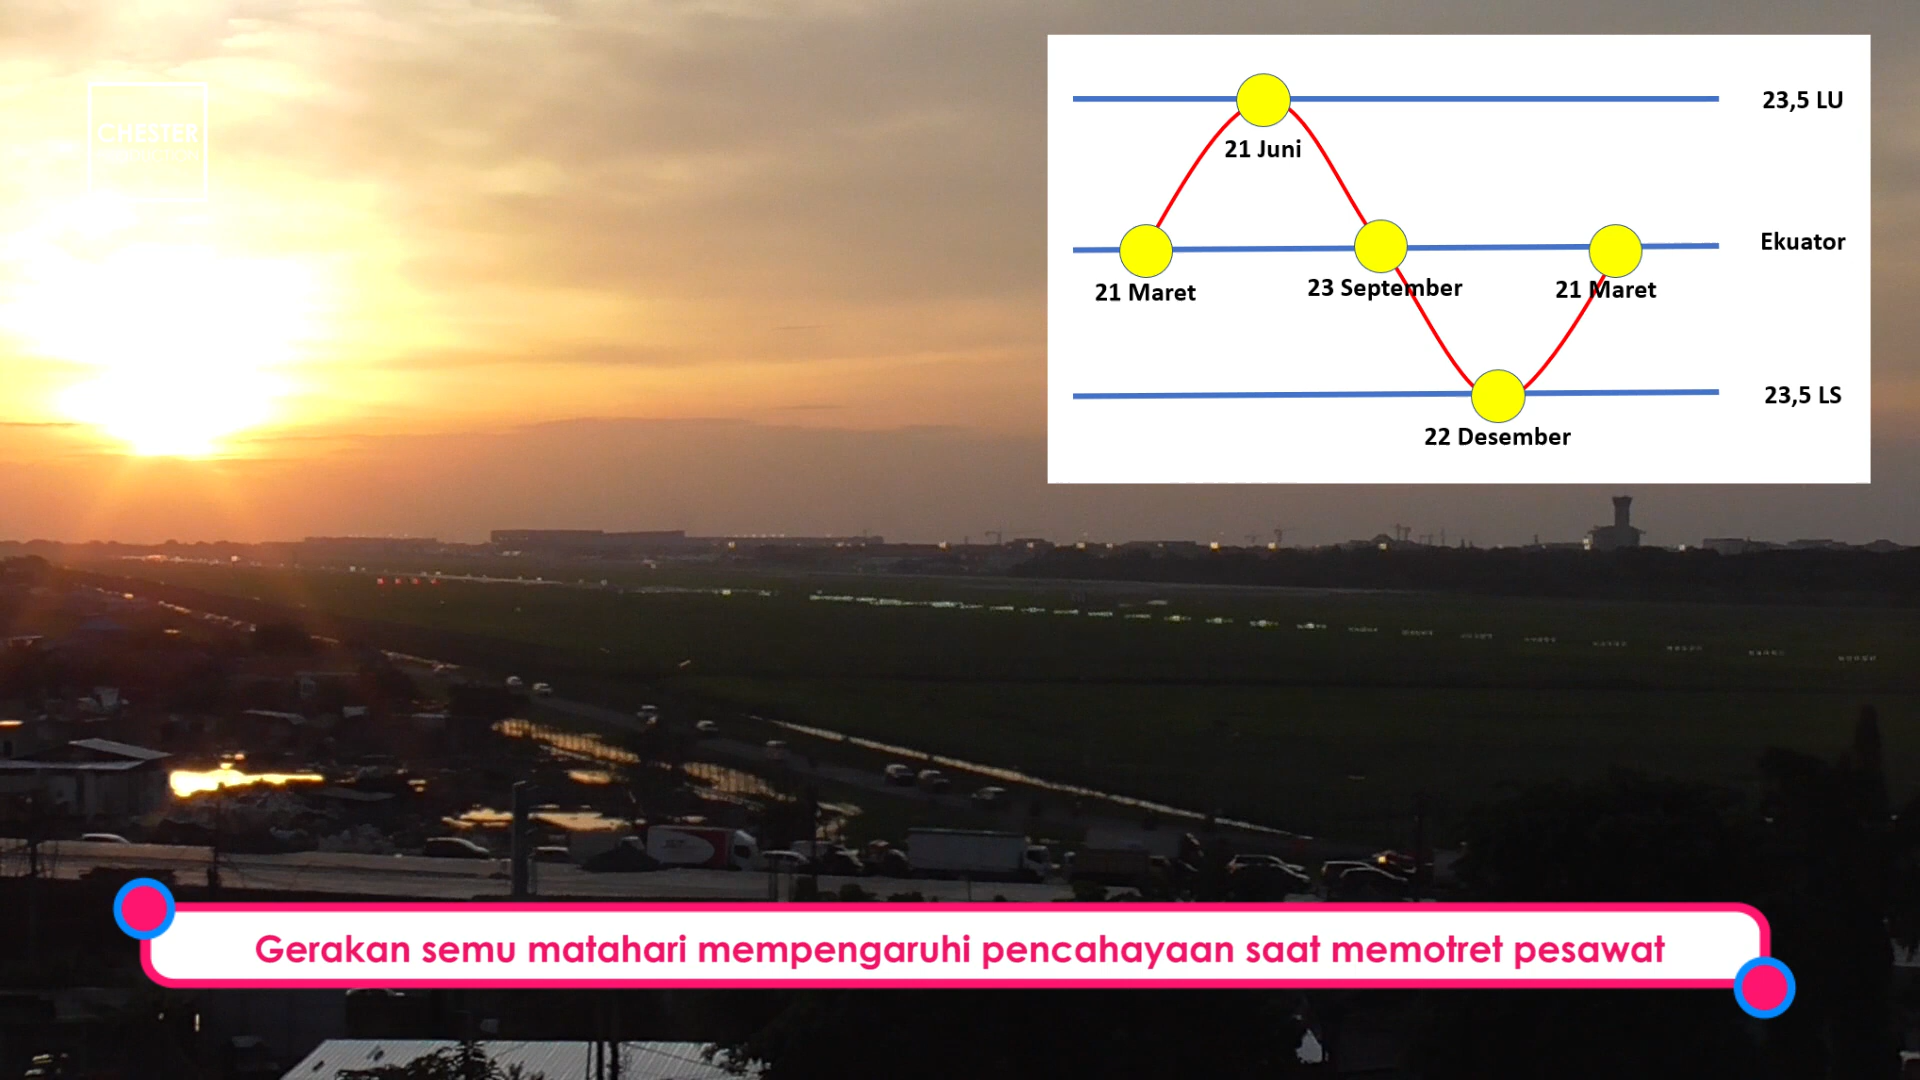 CHESTER
23,5 LU
21 Juni
Ekuator
21 Maret
23 September
21 Maret
23,5 LS
22 Desember
Gerakan semu matahari mempengaruhi pencahayaan saat memotret pesawat